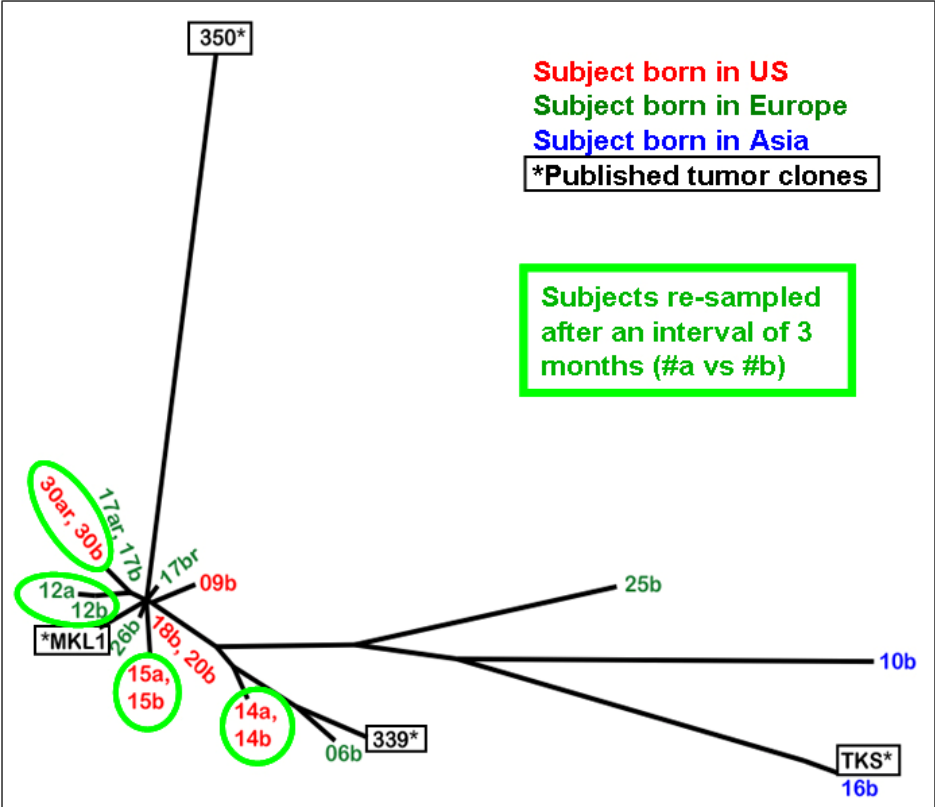 350*
Subject born in US
Subject born in Europe
Subject born in Asia
*Published tumor clones
Subjects re-sampled
after an interval of 3
months (#a vs #b)
30ar, 30b
17ar, 17b
17br
09b
12a
12b
*MKL1
26b
18b, 20b
15a,
15b
14a,
14b
06b
339*
25b
10b
TKS*
16b